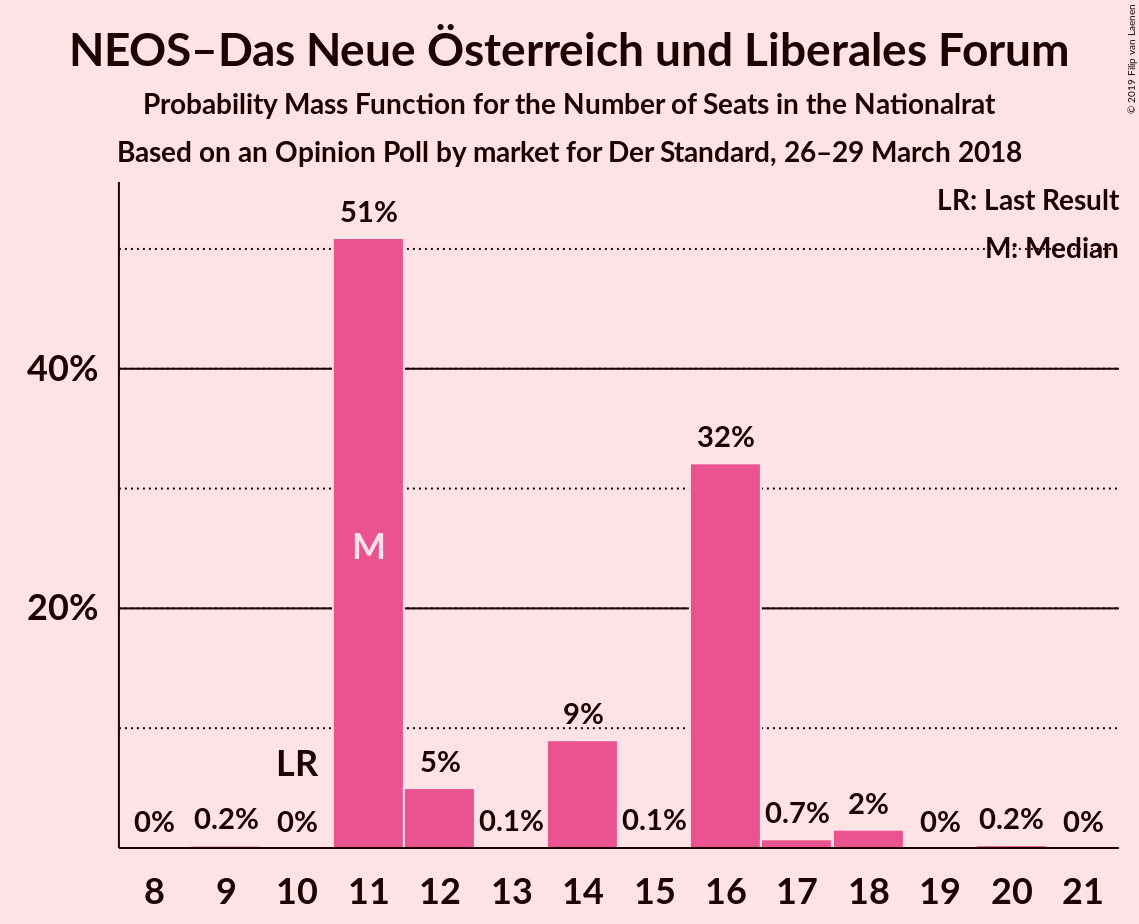 NEOS–Das Neue Österreich und Liberales Forum
Probability Mass Function for the Number of Seats in the Nationalrat
Based on an Opinion Poll by market for Der Standard, 26–29 March 2018
© 2019 Filip van Laenen
LR: Last Result
M: Median
51%
40%
32%
M
20%
9%
LR
5%
0%
0.2%
0%
0.1%
0.1%
0.7%
2%
0%
0.2%
0%
8 9 10 11 12 13 14 15 16 17 18 19 20 21